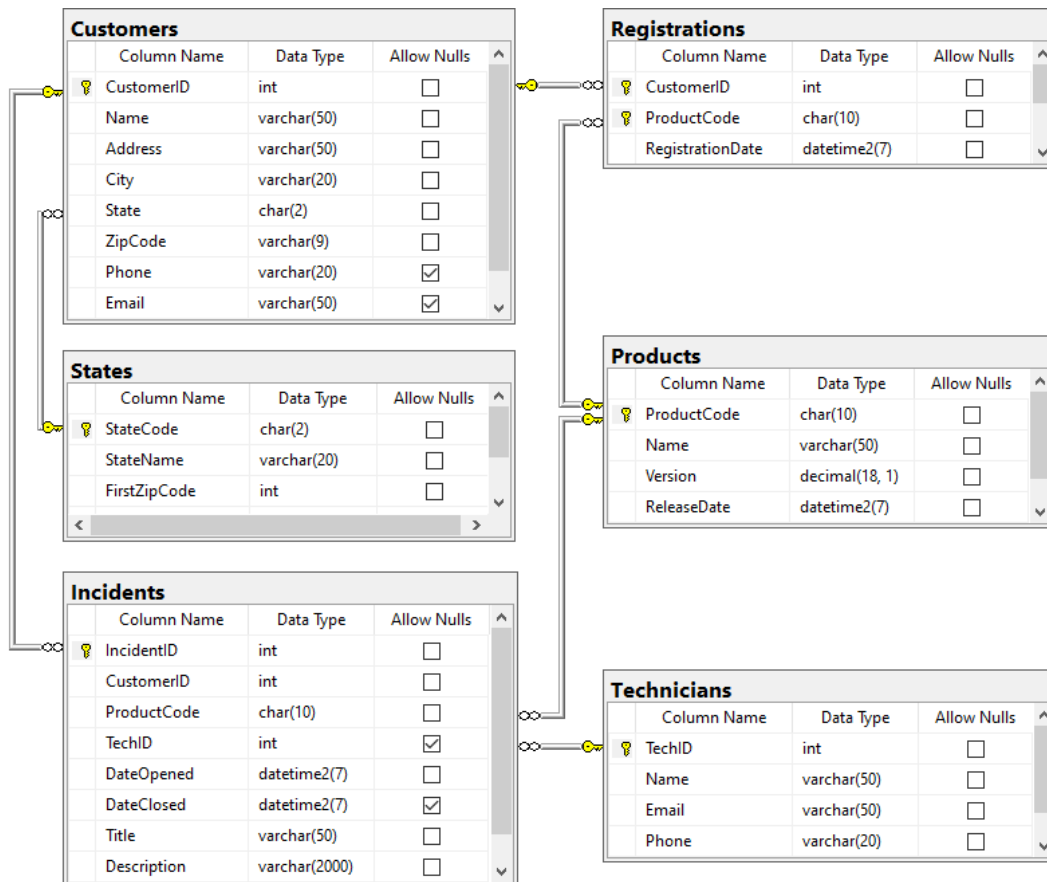 Customers
Column Name Data Type Allow Nulls
CustomerID int
Name varchar(50)
Address varchar(50)
City varchar(20)
State char(2)
ZipCode varchar(9)
Phone varchar(20)
Email varchar(50)
Registrations
Column Name Data Type Allow Nulls
CustomerID int
ProductCode char(10)
RegistrationDate datetime2(7)
States
Column Name Data Type Allow Nulls
StateCode char(2)
StateName varchar(20)
FirstZipCode int
Products
Column Name Data Type Allow Nulls
ProductCode char(10)
Name varchar(50)
Version decimal(18, 1)
ReleaseDate datetime2(7)
Incidents
Column Name Data Type Allow Nulls
IncidentID int
CustomerID int
ProductCode char(10)
TechID int
DateOpened datetime2(7)
DateClosed datetime2(7)
Title varchar(50)
Description varchar(2000)
Technicians
Column Name Data Type Allow Nulls
TechID int
Name varchar(50)
Email varchar(50)
Phone varchar(20)